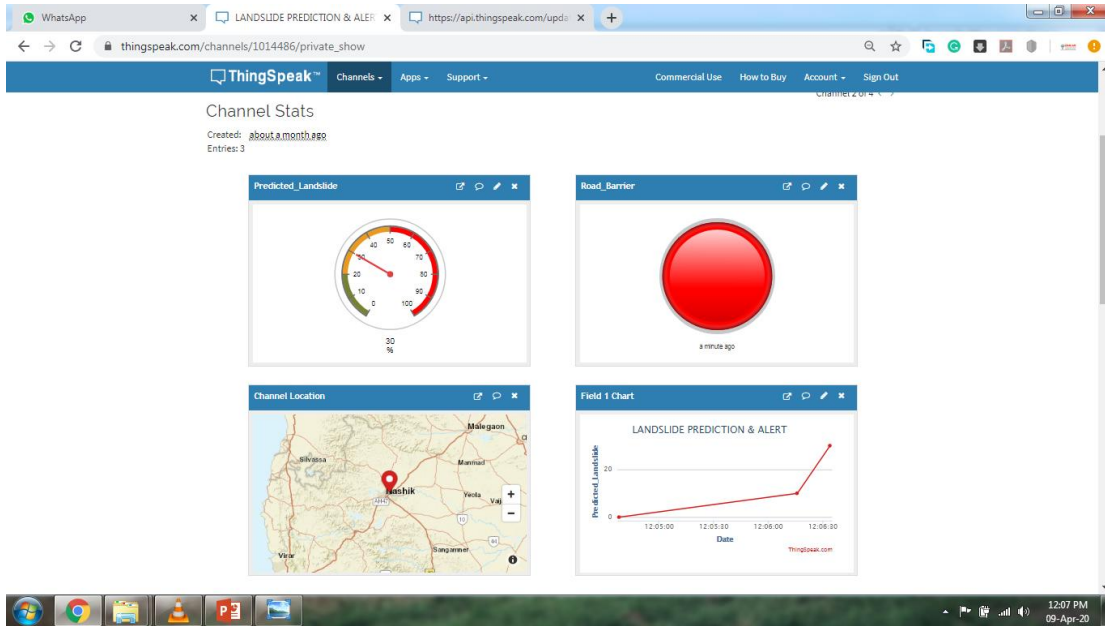 WhatsApp
LANDSLIDE PREDICTION & ALER
https://api.thingspeak.com/upda
thingspeak.com/channels/1014486/private_show
ThingSpeak™ Channels Apps Support Commercial Use How to Buy Account Sign Out
Channel 2 of 4
Channel Stats
Created: about a month ago
Entries: 3
Predicted_Landslide
0
10
20
30
40
50
60
70
80
90
100
30
%
Road_Barrier
a minute ago
Channel Location
Malegaon
Silvassa
Manmad
Nashik
Yeola
Vaij
Sangamner
Virar
+
−
Field 1 Chart
LANDSLIDE PREDICTION & ALERT
Predicted_Landslide
20
0
12:05:00 12:05:30 12:06:00 12:06:30
Date
ThingSpeak.com
12:07 PM
09-Apr-20